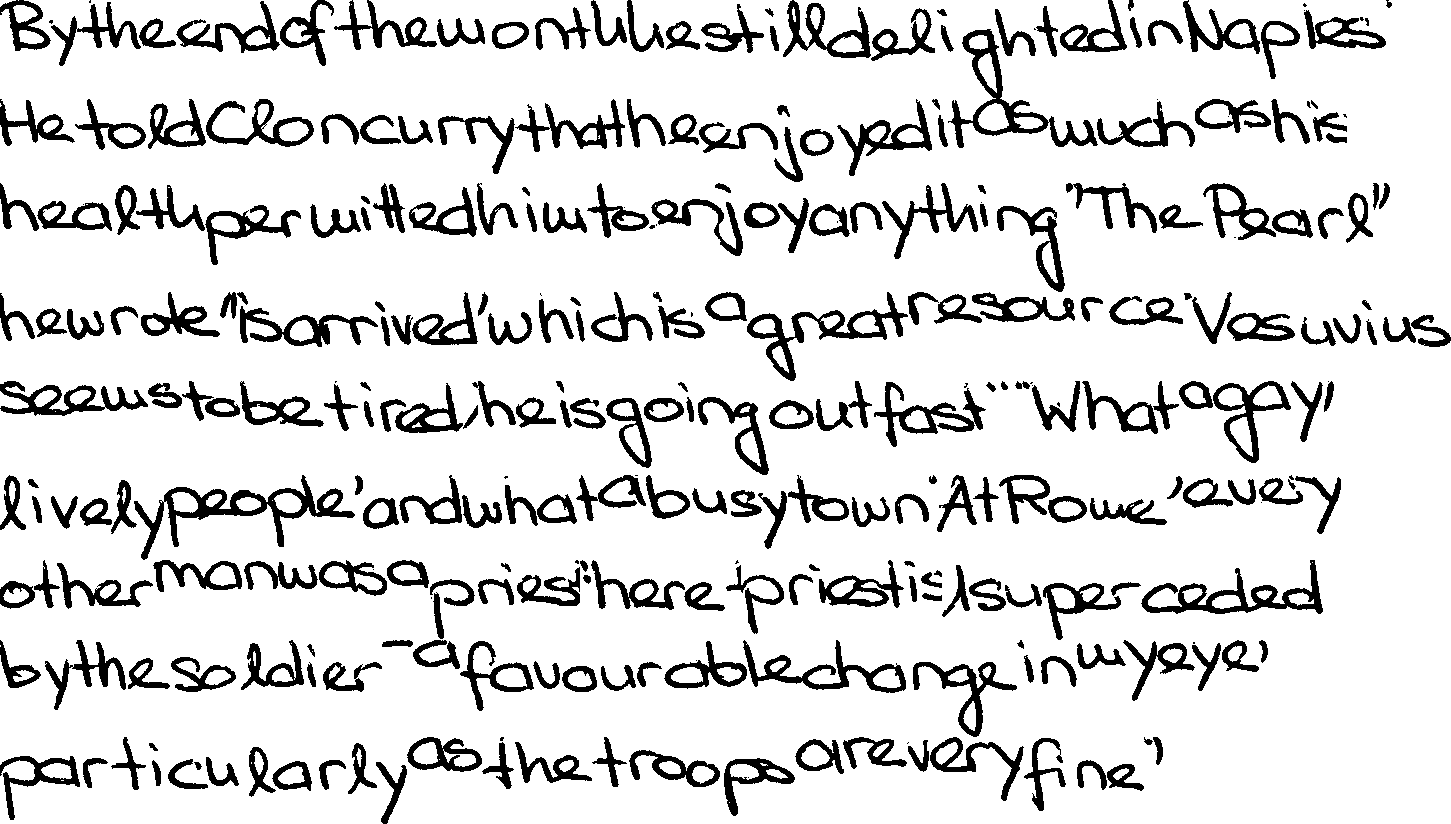 By the end of the month he still delighted in Naples.
He told Cloncurry that he enjoyed it as much as his
health permitted him to enjoy anything. "The Pearl"
he wrote "is arrived, which is a great resource. Vesuvius
seems to be tired, he is going out fast." "What a gay,
lively people, and what a busy town. At Rome, every
other man was a priest: here priest is superceded
by the soldier - a favourable change in my eye,
particularly as the troops are very fine."